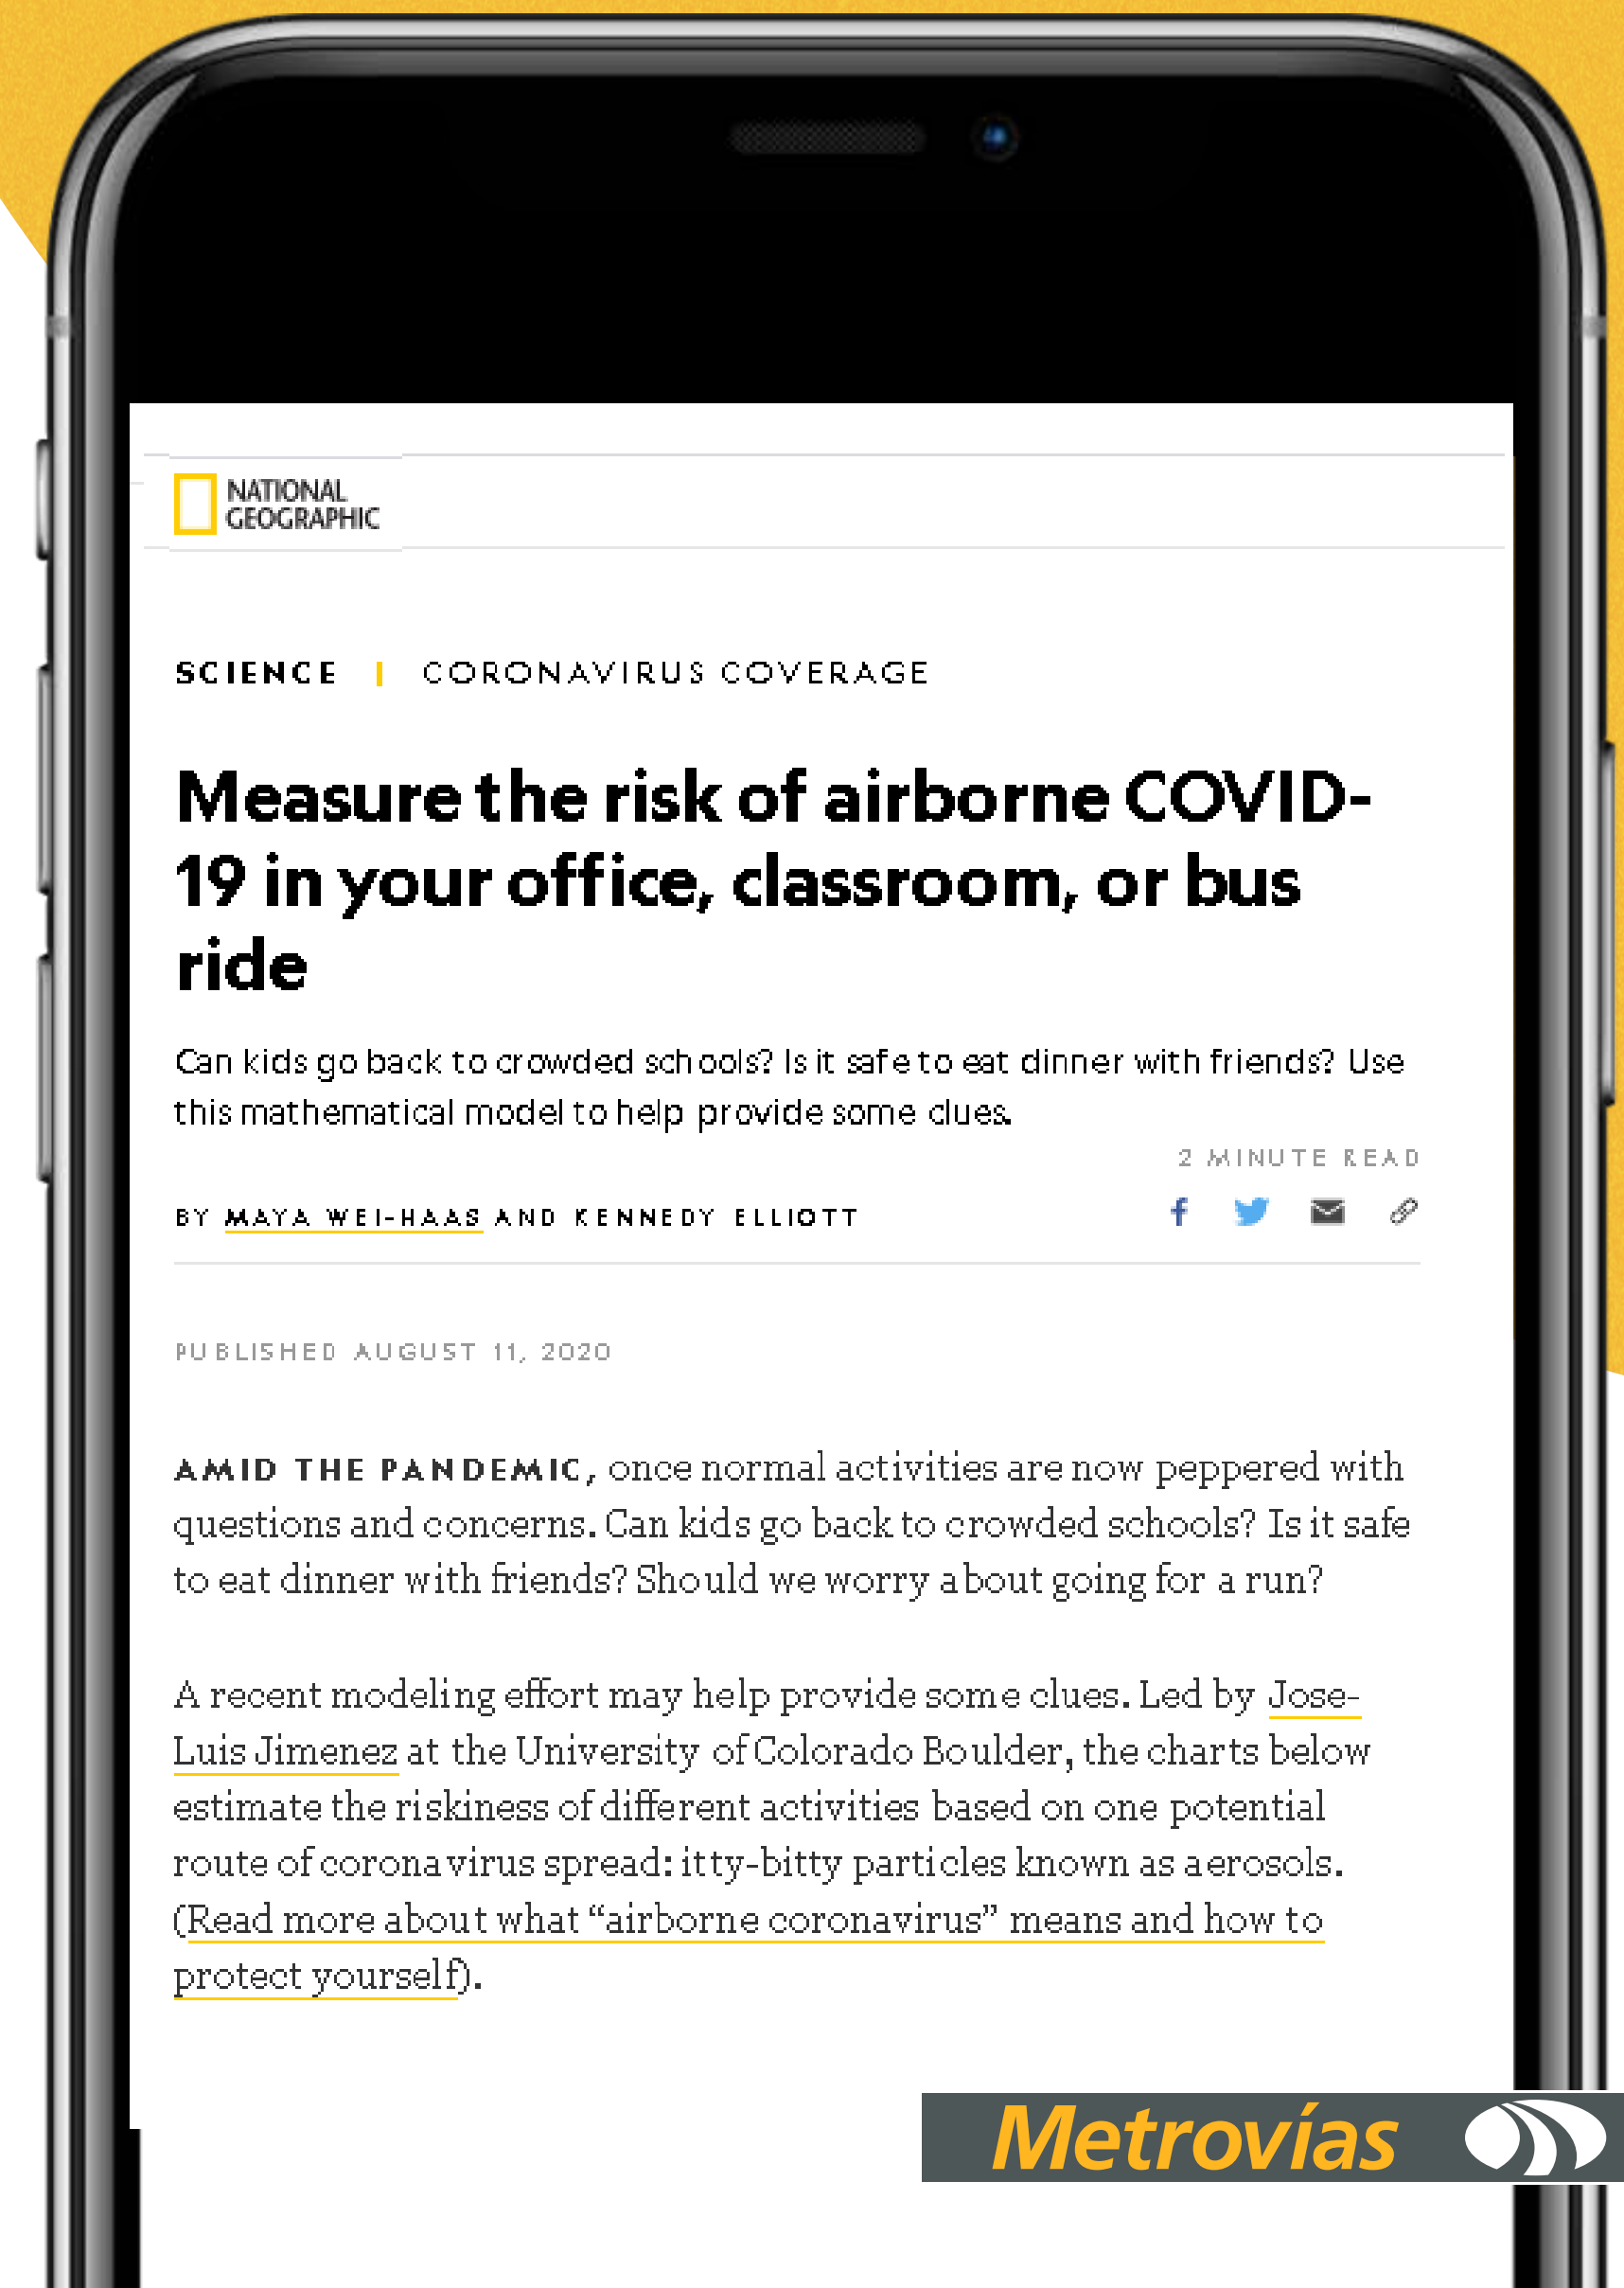 NATIONAL
GEOGRAPHIC
SCIENCE | CORONAVIRUS COVERAGE
Measure the risk of airborne COVID-
19 in your office, classroom, or bus
ride
Can kids go back to crowded schools? Is it safe to eat dinner with friends? Use
this mathematical model to help provide some clues.
2 MINUTE READ
BY MAYA WEI-HAAS AND KENNEDY ELLIOTT
PUBLISHED AUGUST 11, 2020
AMID THE PANDEMIC, once normal activities are now peppered with
questions and concerns. Can kids go back to crowded schools? Is it safe
to eat dinner with friends? Should we worry about going for a run?
A recent modeling effort may help provide some clues. Led by Jose-
Luis Jimenez at the University of Colorado Boulder, the charts below
estimate the riskiness of different activities based on one potential
route of coronavirus spread: itty-bitty particles known as aerosols.
(Read more about what “airborne coronavirus” means and how to
protect yourself).
Metrovías